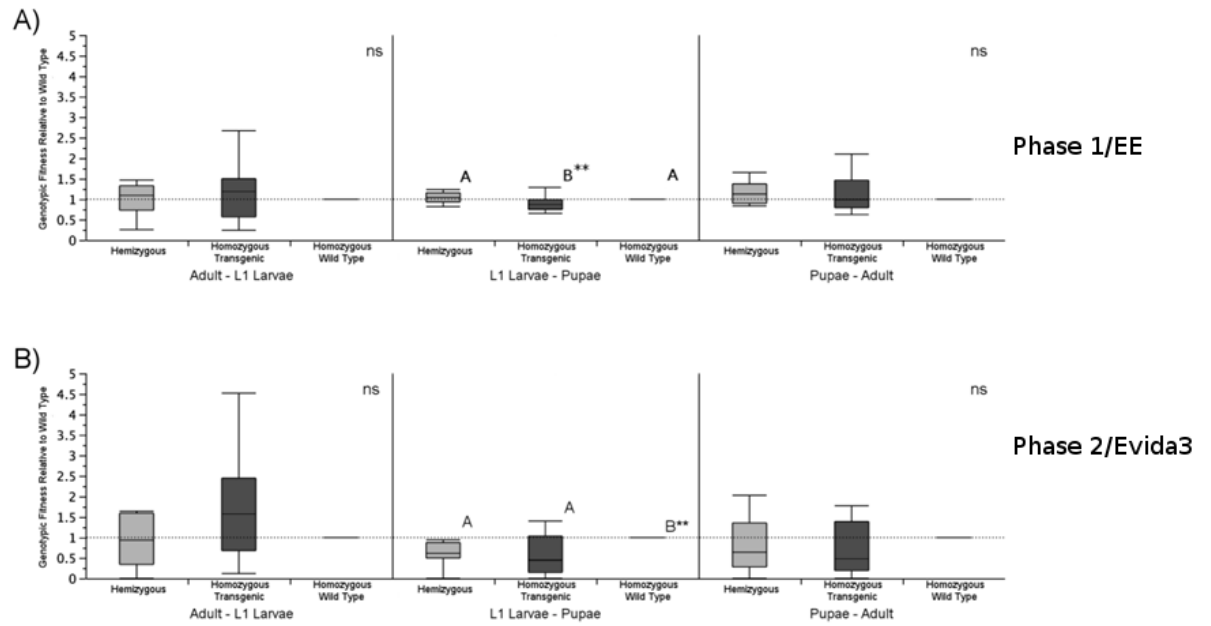 A)
Genotypic Fitness Relative to Wild Type
5
4.5
4
3.5
3
2.5
2
1.5
1
0.5
0
ns
A
B**
A
ns
Hemizygous
Homozygous
Transgenic
Homozygous
Wild Type
Hemizygous
Homozygous
Transgenic
Homozygous
Wild Type
Hemizygous
Homozygous
Transgenic
Homozygous
Wild Type
Adult - L1 Larvae
L1 Larvae - Pupae
Pupae - Adult
Phase 1/EE
B)
Genotypic Fitness Relative to Wild Type
5
4.5
4
3.5
3
2.5
2
1.5
1
0.5
0
ns
A
A
B**
ns
Hemizygous
Homozygous
Transgenic
Homozygous
Wild Type
Hemizygous
Homozygous
Transgenic
Homozygous
Wild Type
Hemizygous
Homozygous
Transgenic
Homozygous
Wild Type
Adult - L1 Larvae
L1 Larvae - Pupae
Pupae - Adult
Phase 2/Evida3